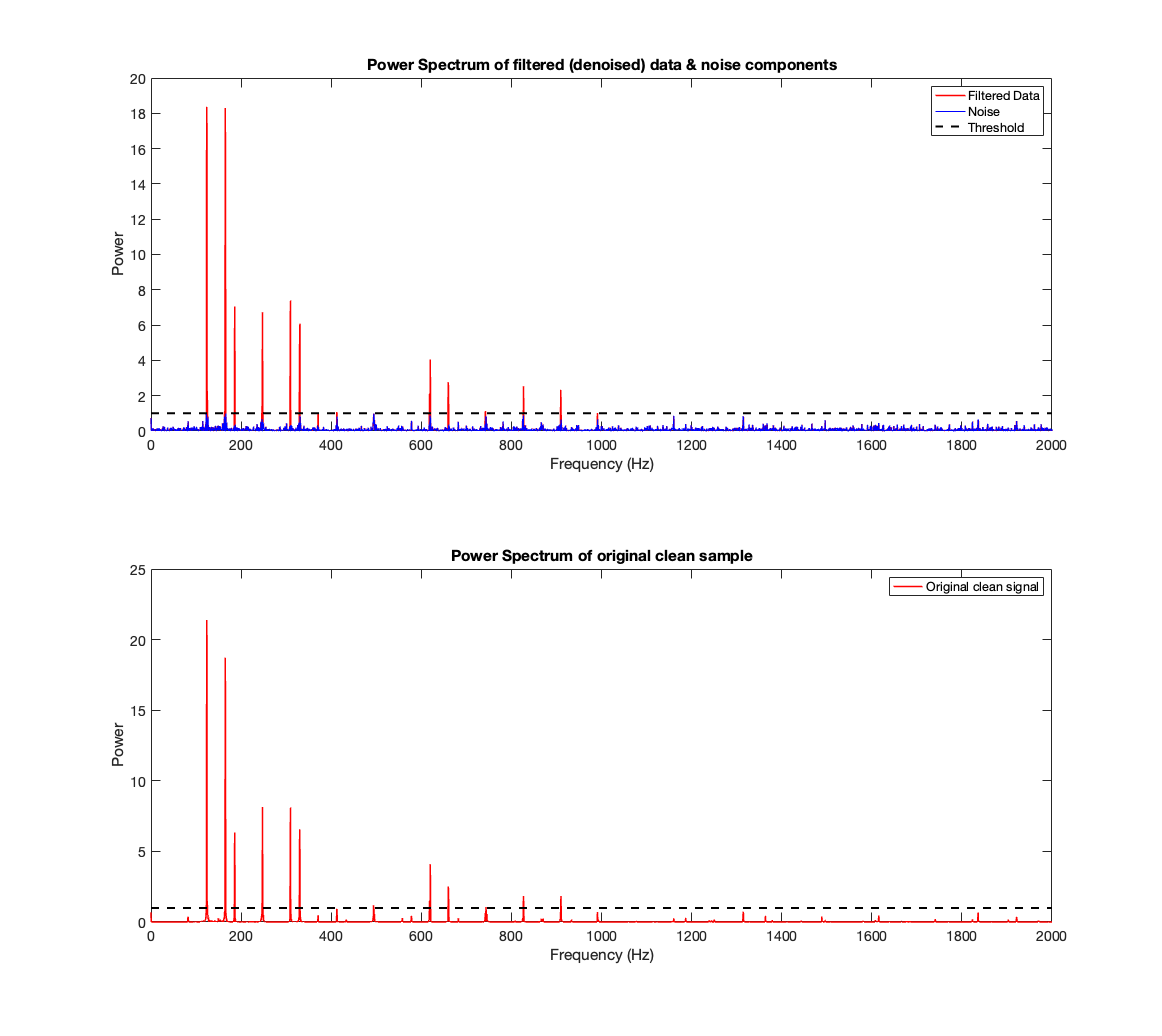 Power Spectrum of filtered (denoised) data & noise components
20
18
16
14
12
10
8
6
4
2
0
Power
Filtered Data
Noise
Threshold
0 200 400 600 800 1000 1200 1400 1600 1800 2000
Frequency (Hz)
Power Spectrum of original clean sample
25
20
15
10
5
0
Power
Original clean signal
0 200 400 600 800 1000 1200 1400 1600 1800 2000
Frequency (Hz)